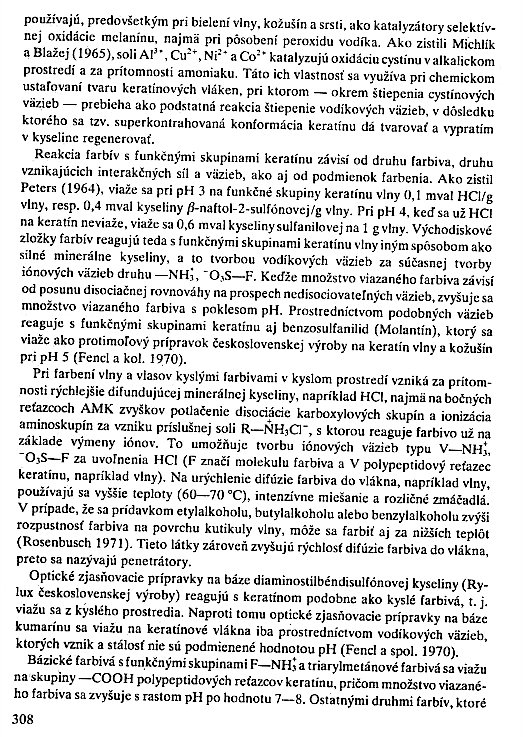 používajú, predovšetkým pri bielení vlny, kožušín a srsti, ako katalyzátory selektív-
nej oxidácie melanínu, najmä pri pôsobení peroxidu vodíka. Ako zistili Michlík
a Blažej (1965), soli Al³⁺, Cu²⁺, Ni²⁺ a Co²⁺ katalyzujú oxidáciu cystínu v alkalickom
prostredí a za prítomnosti amoniaku. Táto ich vlastnosť sa využíva pri chemickom
ustaľovaní tvaru keratínových vláken, pri ktorom — okrem štiepenia cystínových
väzieb — prebieha ako podstatná reakcia štiepenie vodíkových väzieb, v dôsledku
ktorého sa tzv. superkontrahovaná konformácia keratínu dá tvarovať a vypratím
v kyseline regenerovať.
Reakcia farbív s funkčnými skupinami keratínu závisí od druhu farbiva, druhu
vznikajúcich interakčných síl a väzieb, ako aj od podmienok farbenia. Ako zistil
Peters (1964), viaže sa pri pH 3 na funkčné skupiny keratínu vlny 0,1 mval HCl/g
vlny, resp. 0,4 mval kyseliny β-naftol-2-sulfónovej/g vlny. Pri pH 4, keď sa už HCl
na keratín neviaže, viaže sa 0,6 mval kyseliny sulfanilovej na 1 g vlny. Východiskové
zložky farbív reagujú teda s funkčnými skupinami keratínu vlny iným spôsobom ako
silné minerálne kyseliny, a to tvorbou vodíkových väzieb za súčasnej tvorby
iónových väzieb druhu —NH₃⁺, ⁻O₃S—F. Keďže množstvo viazaného farbiva závisí
od posunu disociačnej rovnováhy na prospech nedisociovateľných väzieb, zvyšuje sa
množstvo viazaného farbiva s poklesom pH. Prostredníctvom podobných väzieb
reaguje s funkčnými skupinami keratínu aj benzosulfanilid (Molantín), ktorý sa
viaže ako protimoľový prípravok československej výroby na keratín vlny a kožušín
pri pH 5 (Fencl a kol. 1970).
Pri farbení vlny a vlasov kyslými farbivami v kyslom prostredí vzniká za prítom-
nosti rýchlejšie difundujúcej minerálnej kyseliny, napríklad HCl, najmä na bočných
reťazcoch AMK zvyškov potlačenie disociácie karboxylových skupín a ionizácia
aminoskupín za vzniku príslušnej soli R—N̄H₃Cl⁻, s ktorou reaguje farbivo už na
základe výmeny iónov. To umožňuje tvorbu iónových väzieb typu V—NH₃⁺,
⁻O₃S—F za uvoľnenia HCl (F značí molekulu farbiva a V polypeptidový reťazec
keratínu, napríklad vlny). Na urýchlenie difúzie farbiva do vlákna, napríklad vlny,
používajú sa vyššie teploty (60—70 °C), intenzívne miešanie a rozličné zmáčadlá.
V prípade, že sa prídavkom etylalkoholu, butylalkoholu alebo benzylalkoholu zvýši
rozpustnosť farbiva na povrchu kutikuly vlny, môže sa farbiť aj za nižších teplôt
(Rosenbusch 1971). Tieto látky zároveň zvyšujú rýchlosť difúzie farbiva do vlákna,
preto sa nazývajú penetrátory.
Optické zjasňovacie prípravky na báze diaminostilbéndisulfónovej kyseliny (Ry-
lux československej výroby) reagujú s keratínom podobne ako kyslé farbivá, t. j.
viažu sa z kyslého prostredia. Naproti tomu optické zjasňovacie prípravky na báze
kumarínu sa viažu na keratínové vlákna iba prostredníctvom vodíkových väzieb,
ktorých vznik a stálosť nie sú podmienené hodnotou pH (Fencl a spol. 1970).
Bázické farbivá s funkčnými skupinami F—NH₃⁺ a triarylmetánové farbivá sa viažu
na skupiny —COOH polypeptidových reťazcov keratínu, pričom množstvo viazané-
ho farbiva sa zvyšuje s rastom pH po hodnotu 7—8. Ostatnými druhmi farbív, ktoré
308